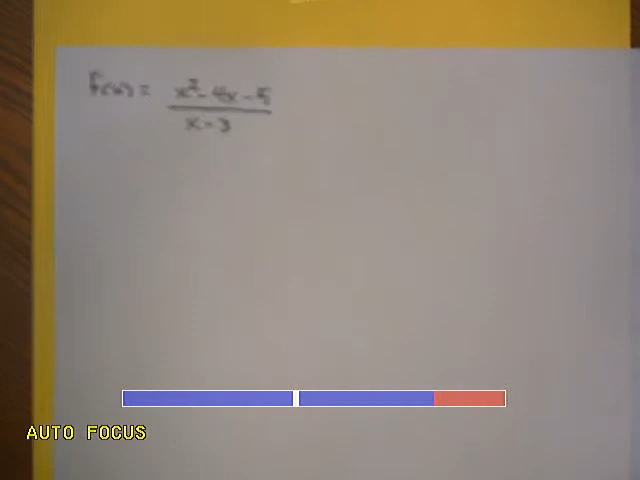 f(x) = x² - 4x - 5
x - 3
AUTO FOCUS